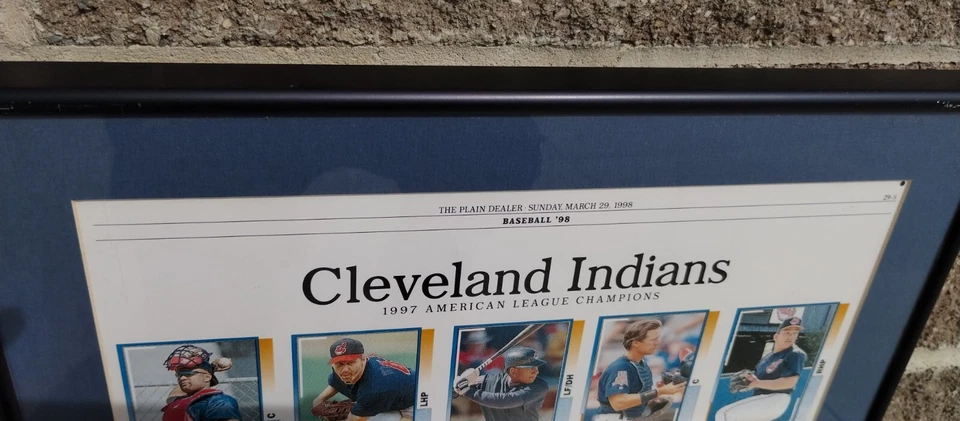 THE PLAIN DEALER · SUNDAY, MARCH 29, 1998
BASEBALL '98
Cleveland Indians
1997 AMERICAN LEAGUE CHAMPIONS
C
LHP
LF/DH
C
RHP